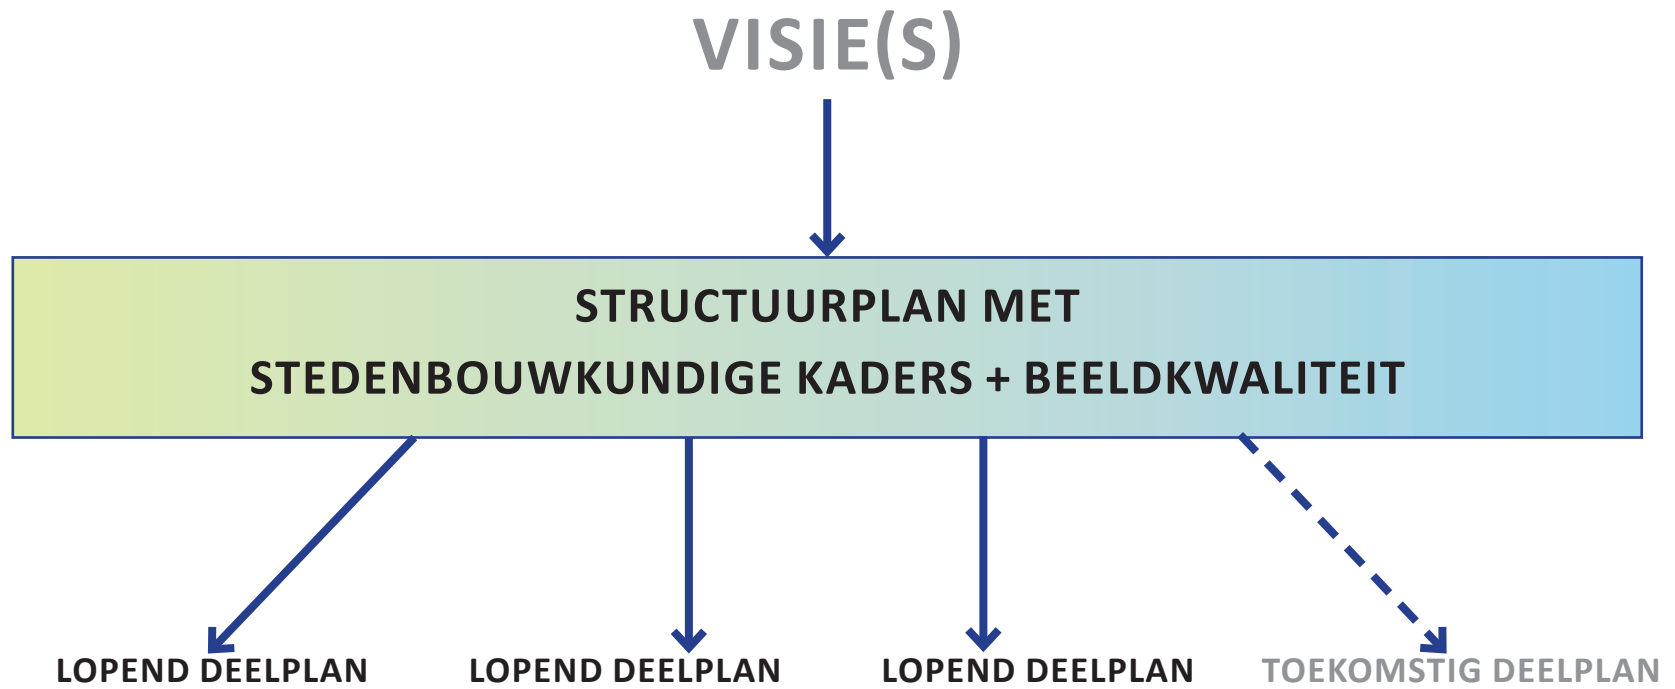 VISIE(S)
STRUCTUURPLAN MET
STEDENBOUWKUNDIGE KADERS + BEELDKWALITEIT
LOPEND DEELPLAN
LOPEND DEELPLAN
LOPEND DEELPLAN
TOEKOMSTIG DEELPLAN